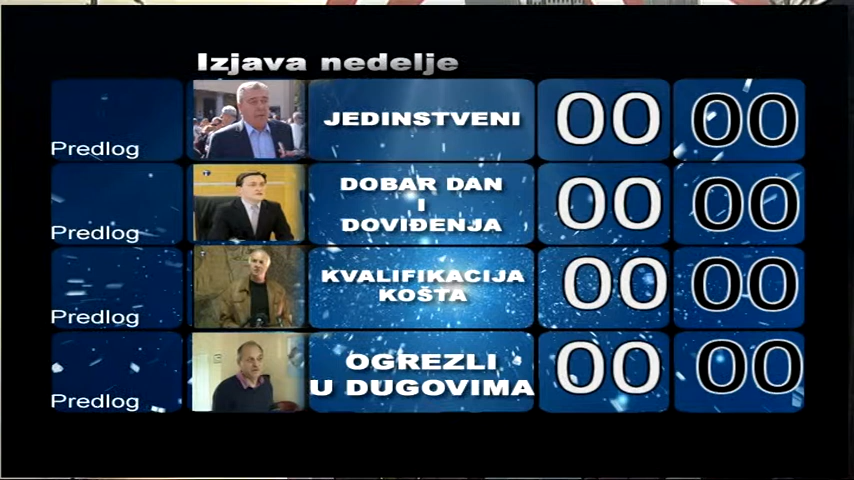 Izjava nedelje
Predlog
JEDINSTVENI
00
00
Predlog
DOBAR DAN
I
DOVIĐENJA
00
00
Predlog
KVALIFIKACIJA
KOŠTA
00
00
Predlog
OGREZLI
U DUGOVIMA
00
00